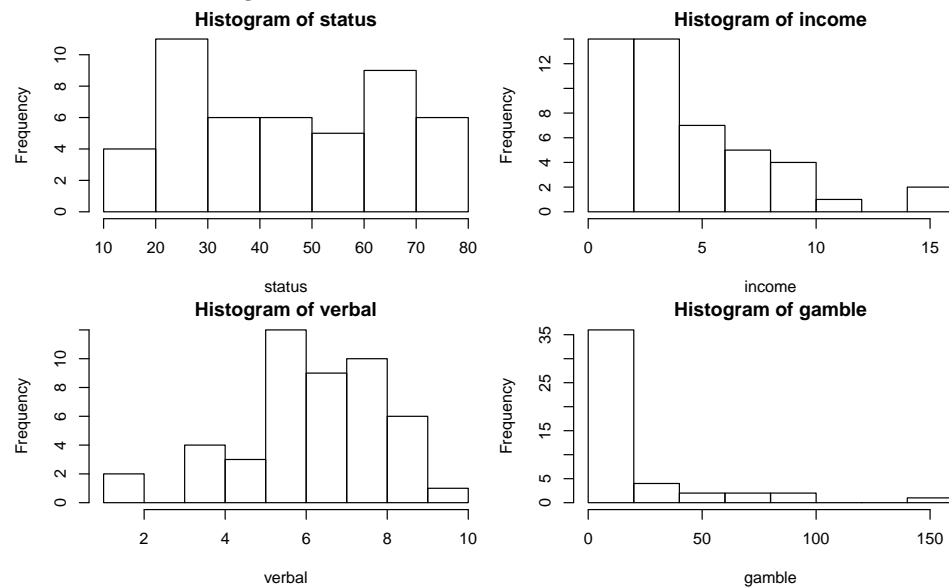 Histogram of status
Frequency
0 2 4 6 8 10
10 20 30 40 50 60 70 80
status
Histogram of income
Frequency
0 2 4 6 8 12
0 5 10 15
income
Histogram of verbal
Frequency
0 2 4 6 8 10
2 4 6 8 10
verbal
Histogram of gamble
Frequency
0 5 15 25 35
0 50 100 150
gamble